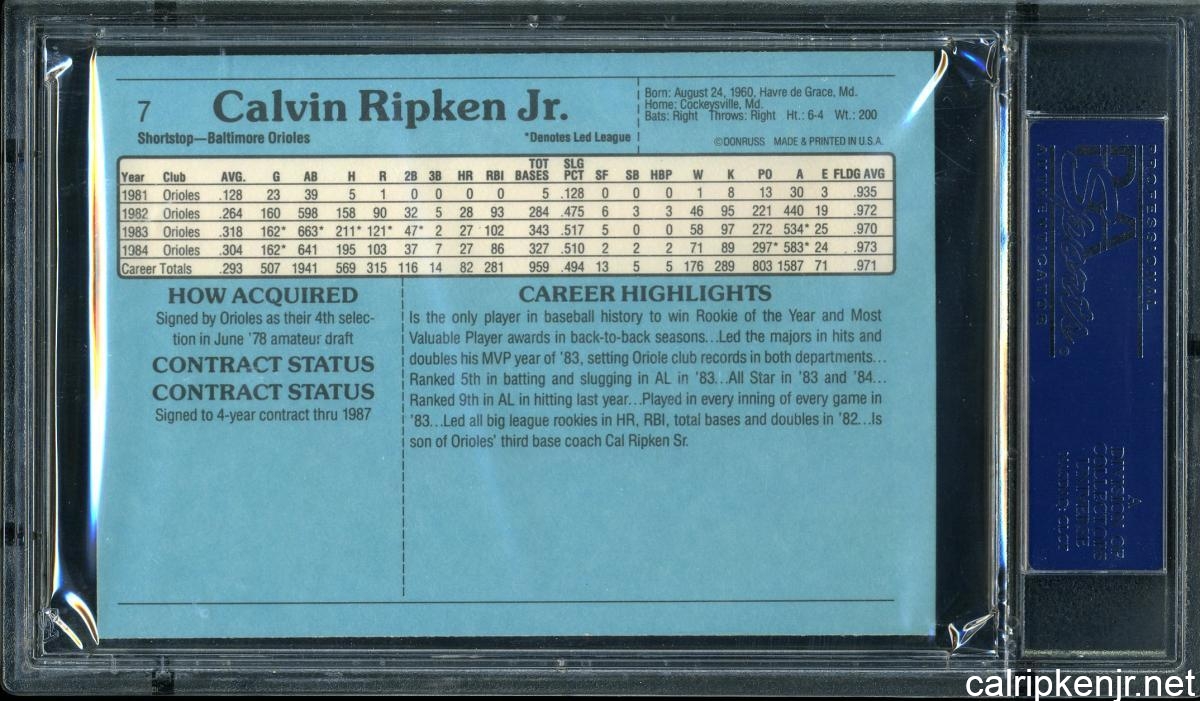 7
Calvin Ripken Jr.
Shortstop—Baltimore Orioles
*Denotes Led League
Born: August 24, 1960, Havre de Grace, Md.
Home: Cockeysville, Md.
Bats: Right Throws: Right Ht.: 6-4 Wt.: 200
©DONRUSS MADE & PRINTED IN U.S.A.
TOT SLG
Year Club AVG. G AB H R 2B 3B HR RBI BASES PCT SF SB HBP W K PO A E FLDG AVG
1981 Orioles .128 23 39 5 1 0 0 0 0 5 .128 0 0 0 1 8 13 30 3 .935
1982 Orioles .264 160 598 158 90 32 5 28 93 284 .475 6 3 3 46 95 221 440 19 .972
1983 Orioles .318 162* 663* 211* 121* 47* 2 27 102 343 .517 5 0 0 58 97 272 534* 25 .970
1984 Orioles .304 162* 641 195 103 37 7 27 86 327 .510 2 2 2 71 89 297* 583* 24 .973
Career Totals .293 507 1941 569 315 116 14 82 281 959 .494 13 5 5 176 289 803 1587 71 .971
HOW ACQUIRED
Signed by Orioles as their 4th selec-
tion in June '78 amateur draft
CONTRACT STATUS
CONTRACT STATUS
Signed to 4-year contract thru 1987
CAREER HIGHLIGHTS
Is the only player in baseball history to win Rookie of the Year and Most
Valuable Player awards in back-to-back seasons...Led the majors in hits and
doubles his MVP year of '83, setting Oriole club records in both departments...
Ranked 5th in batting and slugging in AL in '83...All Star in '83 and '84...
Ranked 9th in AL in hitting last year...Played in every inning of every game in
'83...Led all big league rookies in HR, RBI, total bases and doubles in '82...Is
son of Orioles' third base coach Cal Ripken Sr.
PROFESSIONAL
PSA
AUTHENTICATOR
A
DIVISION OF
COLLECTORS
UNIVERSE
NASDAQ: CLCT
calripkenjr.net